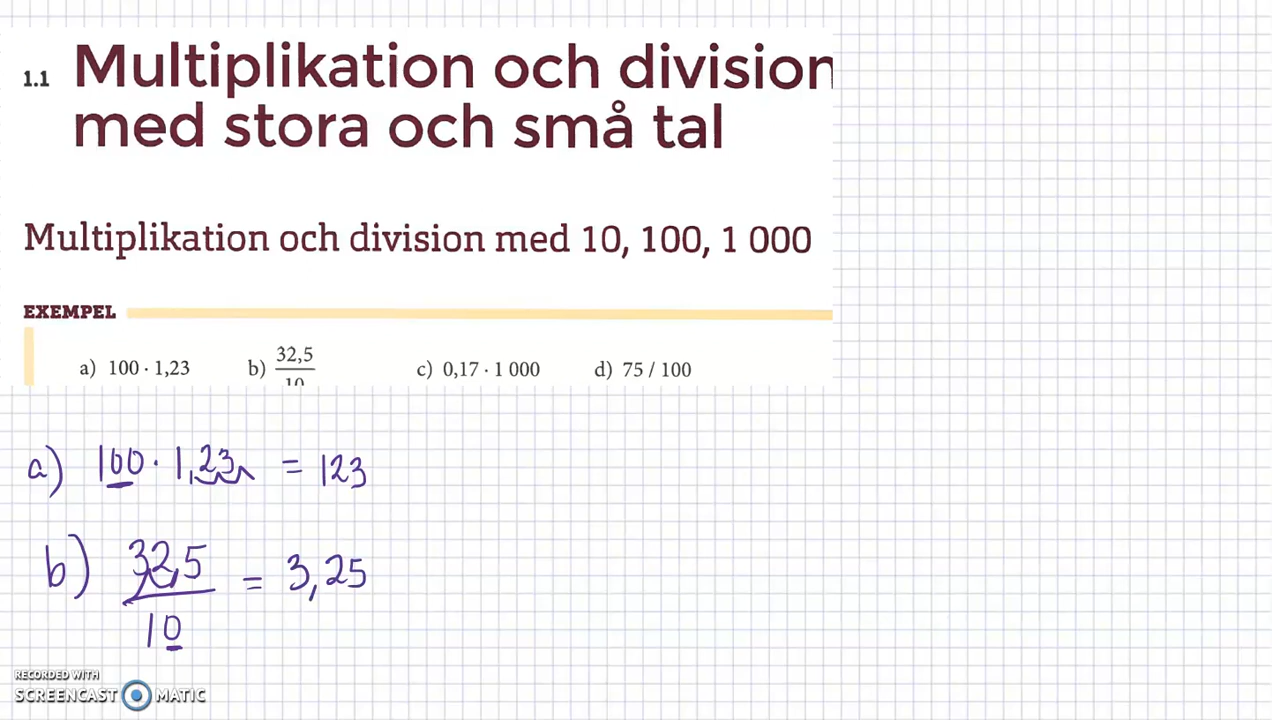 1.1 Multiplikation och division
med stora och små tal
Multiplikation och division med 10, 100, 1 000
EXEMPEL
a) 100 · 1,23 b) 32,5/10 c) 0,17 · 1 000 d) 75 / 100
a) 100 · 1,23 = 123
b) 32,5/10 = 3,25
RECORDED WITH
SCREENCAST MATIC